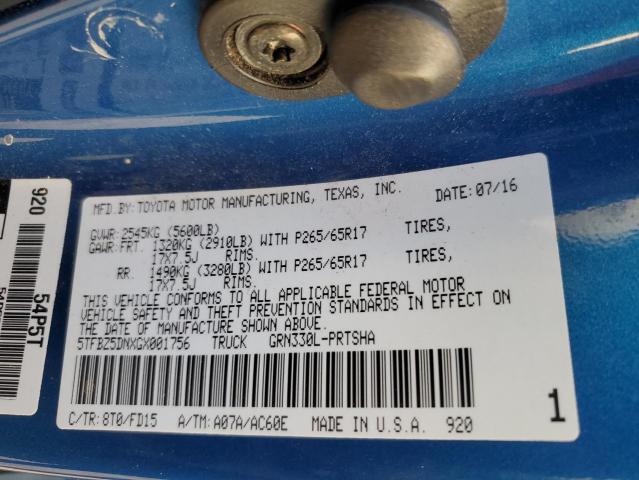 MFD.BY:TOYOTA MOTOR MANUFACTURING, TEXAS, INC. DATE:07/16
GVWR:2545KG (5600LB)
GAWR:FRT. 1320KG (2910LB) WITH P265/65R17 TIRES,
17X7.5J RIMS.
RR. 1490KG (3280LB) WITH P265/65R17 TIRES,
17X7.5J RIMS.
THIS VEHICLE CONFORMS TO ALL APPLICABLE FEDERAL MOTOR
VEHICLE SAFETY AND THEFT PREVENTION STANDARDS IN EFFECT ON
THE DATE OF MANUFACTURE SHOWN ABOVE.
5TFBZ5DNXGX001756 TRUCK GRN330L-PRTSHA
C/TR:8T0/FD15 A/TM:A07A/AC60E MADE IN U.S.A. 920
1
920
54P5T